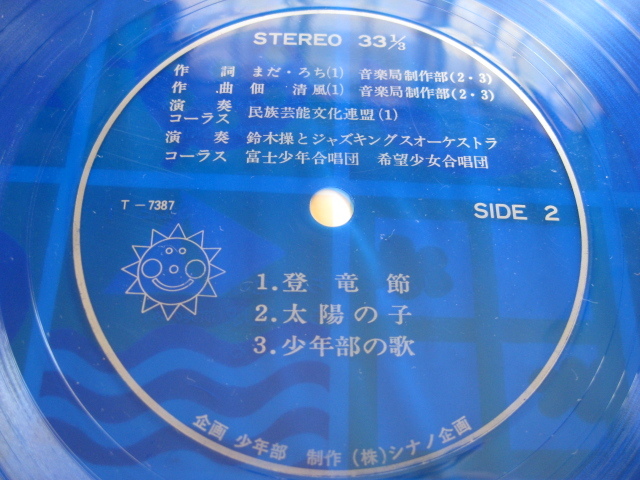 STEREO 33 1/3
作 詞 まだ・ろち(1) 音楽局制作部(2・3)
作 曲 佃 清風(1) 音楽局制作部(2・3)
演 奏
コーラス 民族芸能文化連盟(1)
演 奏 鈴木操とジャズキングスオーケストラ
コーラス 富士少年合唱団 希望少女合唱団
T-7387
SIDE 2
1.登竜節
2.太陽の子
3.少年部の歌
企画 少年部 制作(株)シナノ企画